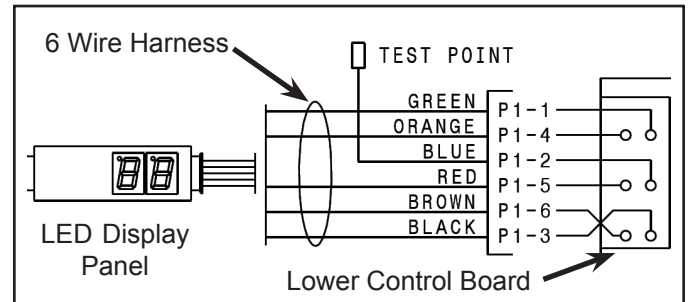 6 Wire Harness
TEST POINT
GREEN P1-1
ORANGE P1-4
BLUE P1-2
RED P1-5
BROWN P1-6
BLACK P1-3
88
LED Display
Panel
Lower Control Board